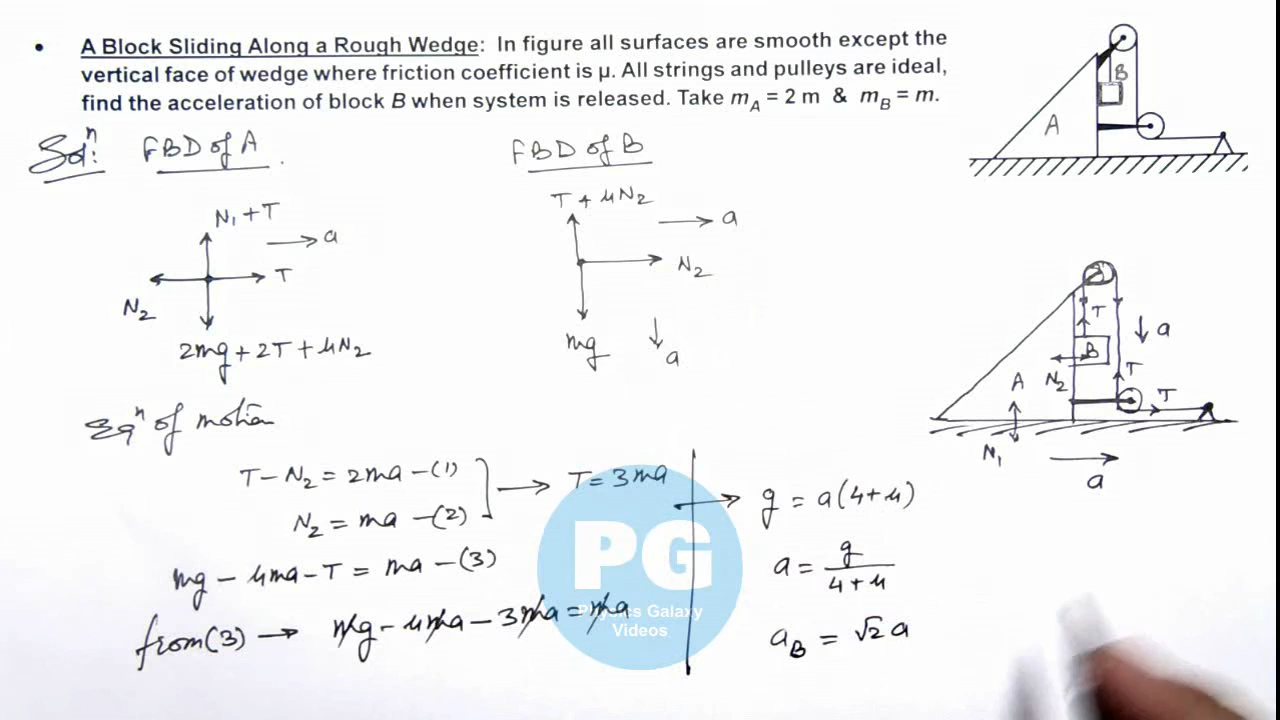 • A Block Sliding Along a Rough Wedge: In figure all surfaces are smooth except the
vertical face of wedge where friction coefficient is μ. All strings and pulleys are ideal,
find the acceleration of block B when system is released. Take mA = 2 m & mB = m.
B
A
Solⁿ:
FBD of A
FBD of B
N₁ + T
a
T
N₂
2mg + 2T + μN₂
T + μN₂
a
N₂
mg
a
T
a
B
N₂
T
A
T
N₁
a
Eqⁿ of motion
T - N₂ = 2ma - (1)
N₂ = ma - (2)
T = 3ma
mg - μma - T = ma - (3)
from (3) → mg - μma - 3ma = ma
g = a(4+μ)
a = g/(4+μ)
aB = √2 a
PG
Physics Galaxy
Videos